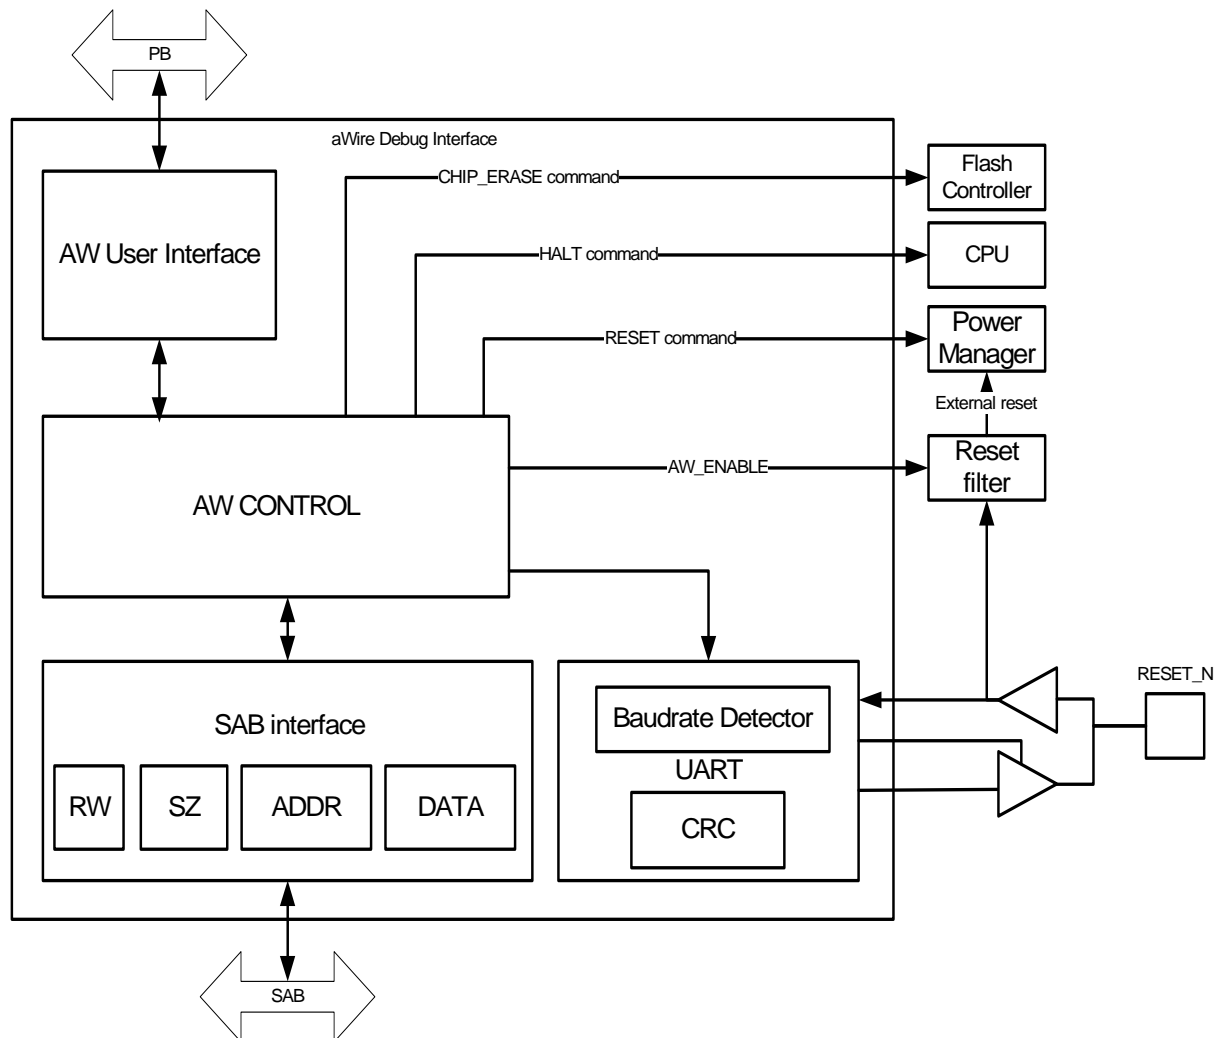 PB
aWire Debug Interface
CHIP_ERASE command
Flash
Controller
AW User Interface
HALT command
CPU
RESET command
Power
Manager
External reset
AW CONTROL
AW_ENABLE
Reset
filter
SAB interface
RW
SZ
ADDR
DATA
Baudrate Detector
UART
CRC
RESET_N
SAB